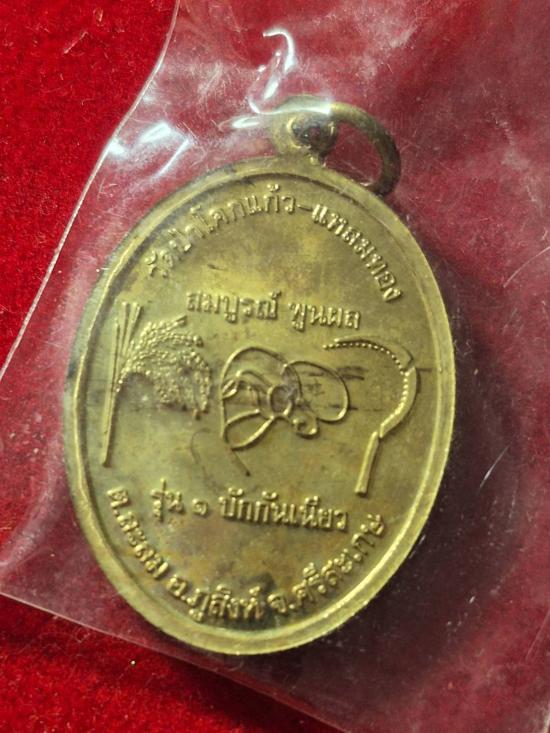 วัดป่าโคกแก้ว-แหลมทอง
สมบูรณ์ พูนผล
รุ่น ๑ บักกันเนียว
ต.ละลม อ.ภูสิงห์ จ.ศรีสะเกษ